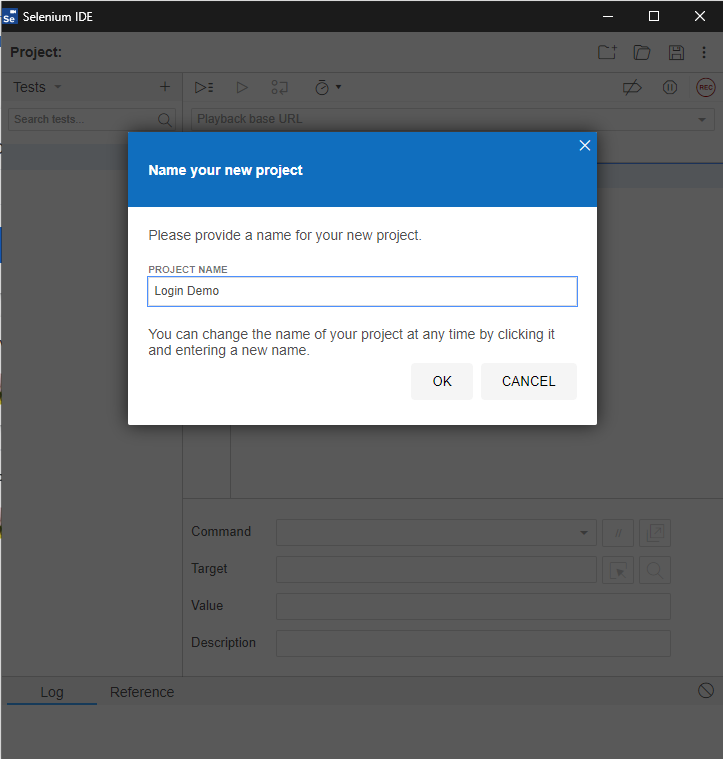 Se Selenium IDE
Project:
Tests
Search tests...
REC
Playback base URL
Name your new project
Please provide a name for your new project.
PROJECT NAME
Login Demo
You can change the name of your project at any time by clicking it
and entering a new name.
OK CANCEL
Command
//
Target
Value
Description
Log Reference